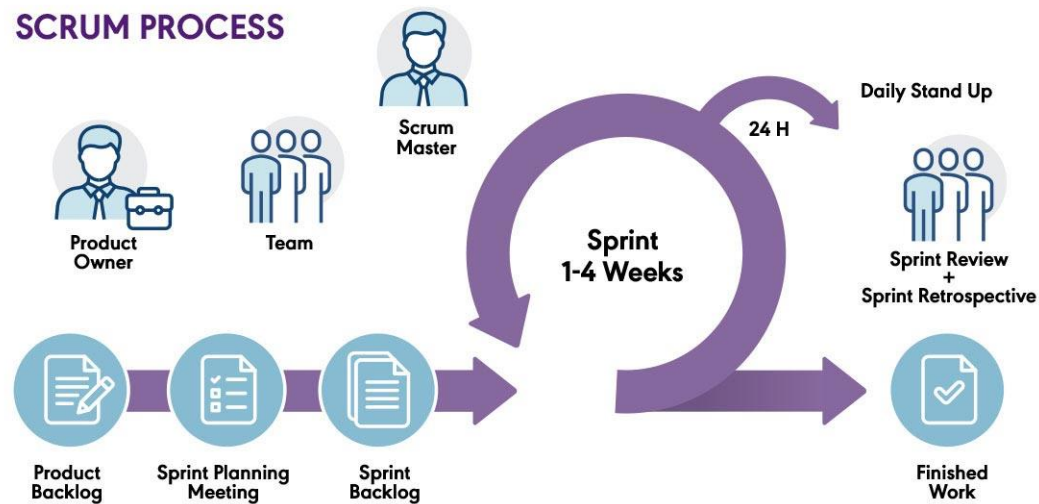 SCRUM PROCESS
Scrum
Master
Product
Owner
Team
Daily Stand Up
24 H
Sprint
1-4 Weeks
Sprint Review
+
Sprint Retrospective
Product
Backlog
Sprint Planning
Meeting
Sprint
Backlog
Finished
Work